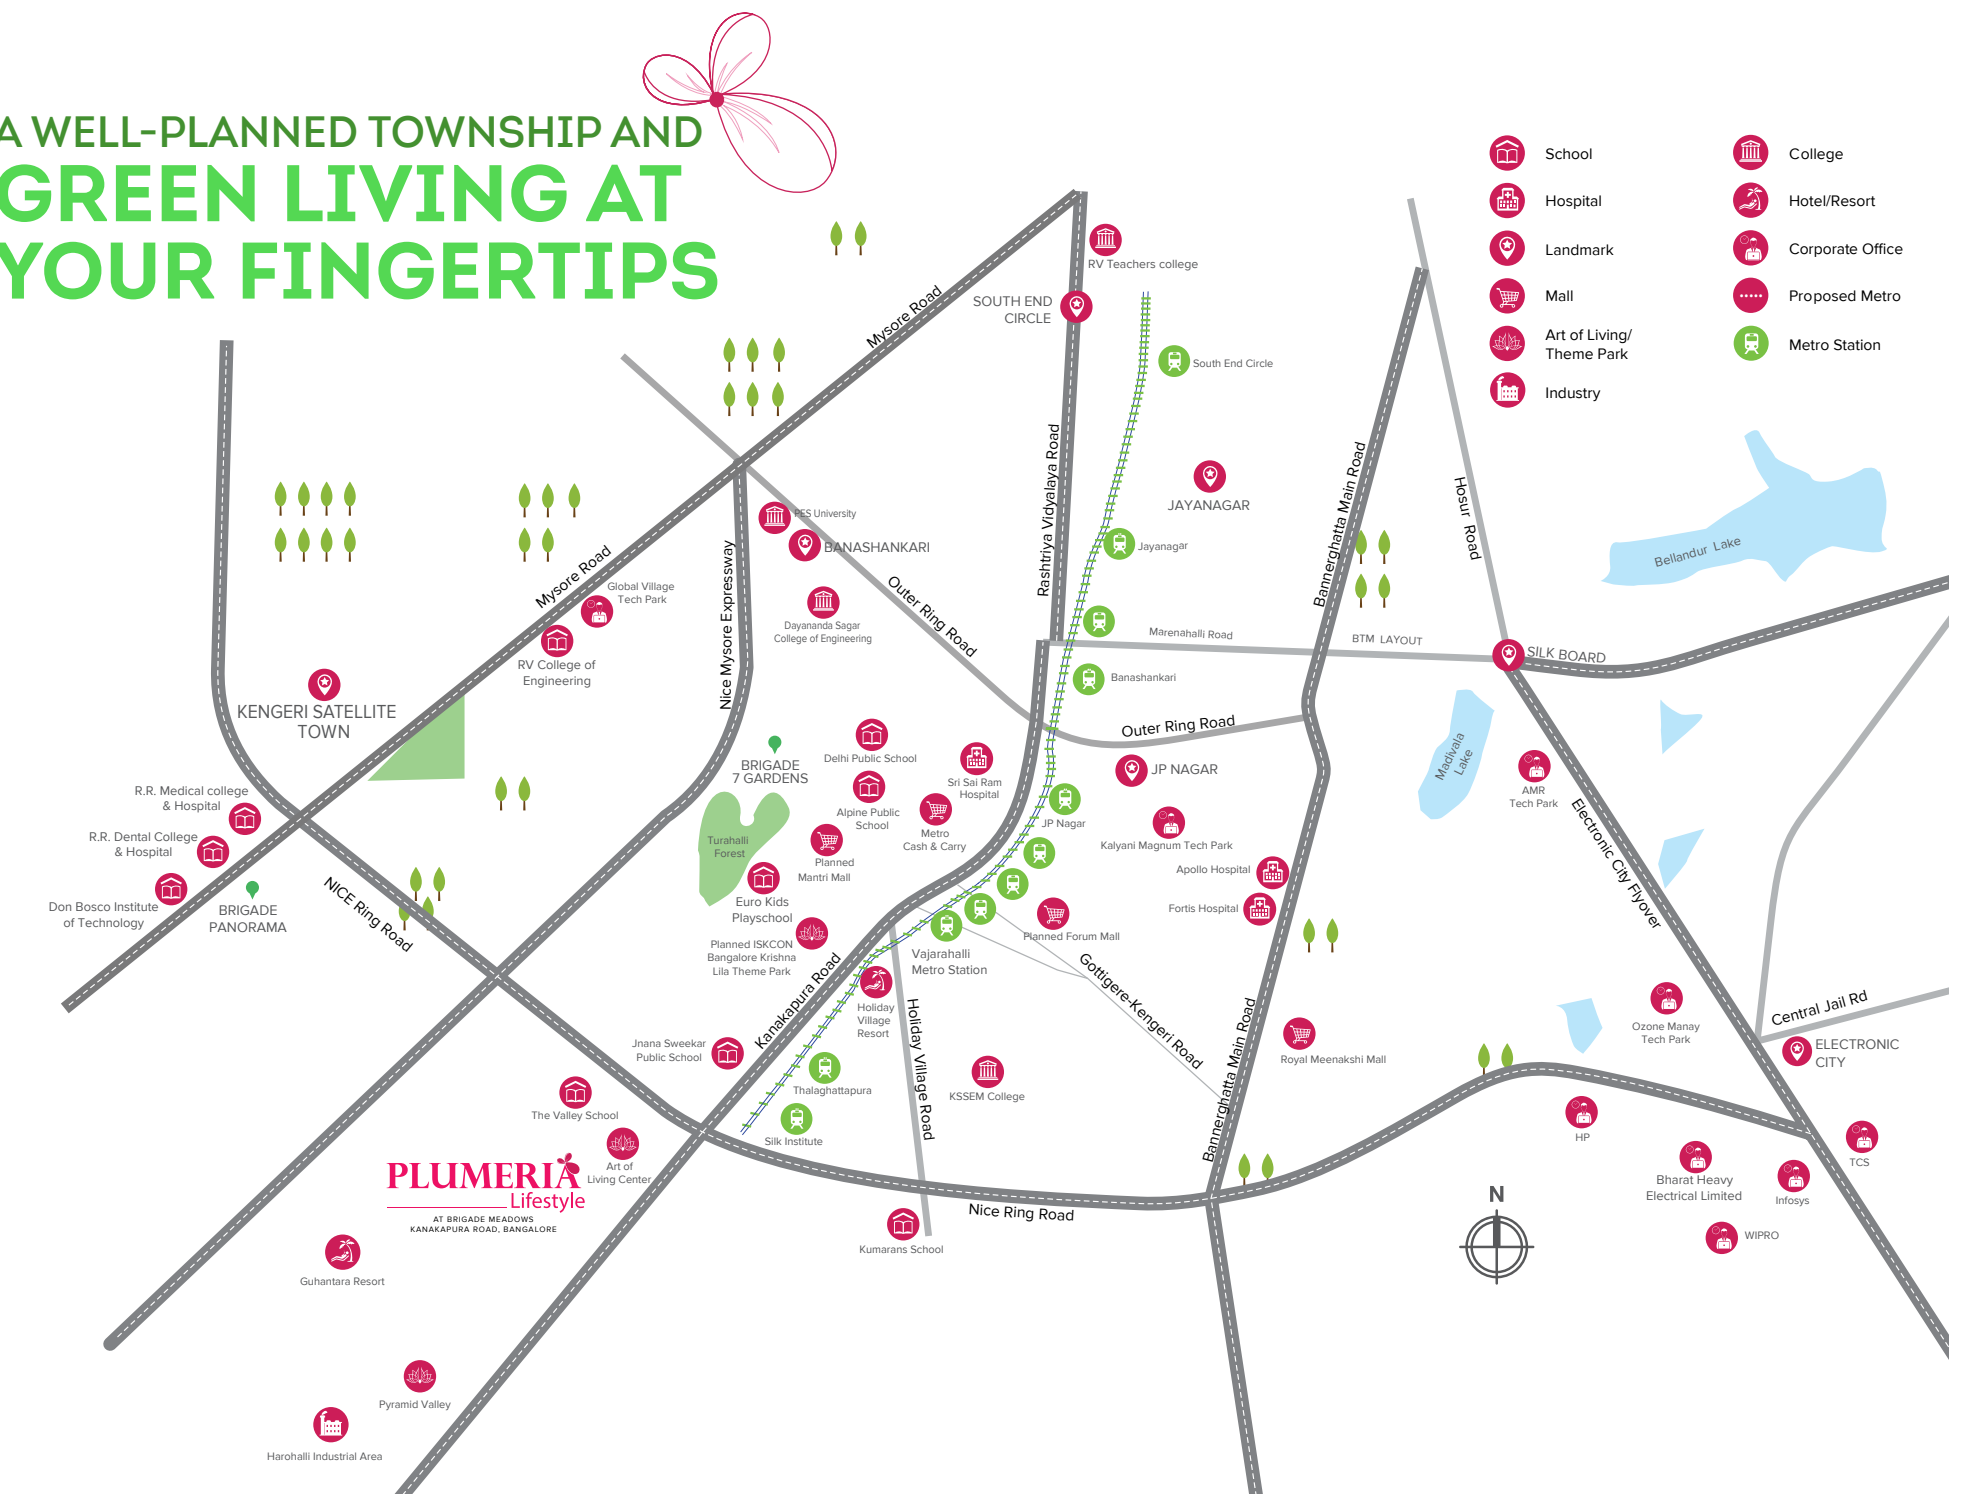 A WELL-PLANNED TOWNSHIP AND
GREEN LIVING AT
YOUR FINGERTIPS
School
Hospital
Landmark
Mall
Art of Living/
Theme Park
Industry
College
Hotel/Resort
Corporate Office
Proposed Metro
Metro Station
RV Teachers college
SOUTH END
CIRCLE
Mysore Road
South End Circle
Rashtriya Vidyalaya Road
JAYANAGAR
Jayanagar
Bannerghatta Main Road
Hosur Road
Bellandur Lake
PES University
BANASHANKARI
Mysore Road
Global Village
Tech Park
Nice Mysore Expressway
Dayananda Sagar
College of Engineering
Outer Ring Road
Marenahalli Road
BTM LAYOUT
SILK BOARD
RV College of
Engineering
KENGERI SATELLITE
TOWN
Banashankari
Outer Ring Road
Madivala
Lake
AMR
Tech Park
Electronic City Flyover
BRIGADE
7 GARDENS
Delhi Public School
Sri Sai Ram
Hospital
JP NAGAR
R.R. Medical college
& Hospital
R.R. Dental College
& Hospital
Don Bosco Institute
of Technology
BRIGADE
PANORAMA
NICE Ring Road
Turahalli
Forest
Alpine Public
School
Metro
Cash & Carry
JP Nagar
Kalyani Magnum Tech Park
Planned
Mantri Mall
Apollo Hospital
Euro Kids
Playschool
Fortis Hospital
Planned ISKCON
Bangalore Krishna
Lila Theme Park
Planned Forum Mall
Vajarahalli
Metro Station
Kanakapura Road
Holiday
Village
Resort
Holiday Village Road
Gottigere-Kengeri Road
Bannerghatta Main Road
Royal Meenakshi Mall
Ozone Manay
Tech Park
Central Jail Rd
ELECTRONIC
CITY
Jnana Sweekar
Public School
Thalaghattapura
KSSEM College
The Valley School
Silk Institute
Art of
Living Center
PLUMERIA
Lifestyle
AT BRIGADE MEADOWS
KANAKAPURA ROAD, BANGALORE
Nice Ring Road
Kumarans School
HP
TCS
Bharat Heavy
Electrical Limited
Infosys
WIPRO
N
Guhantara Resort
Pyramid Valley
Harohalli Industrial Area